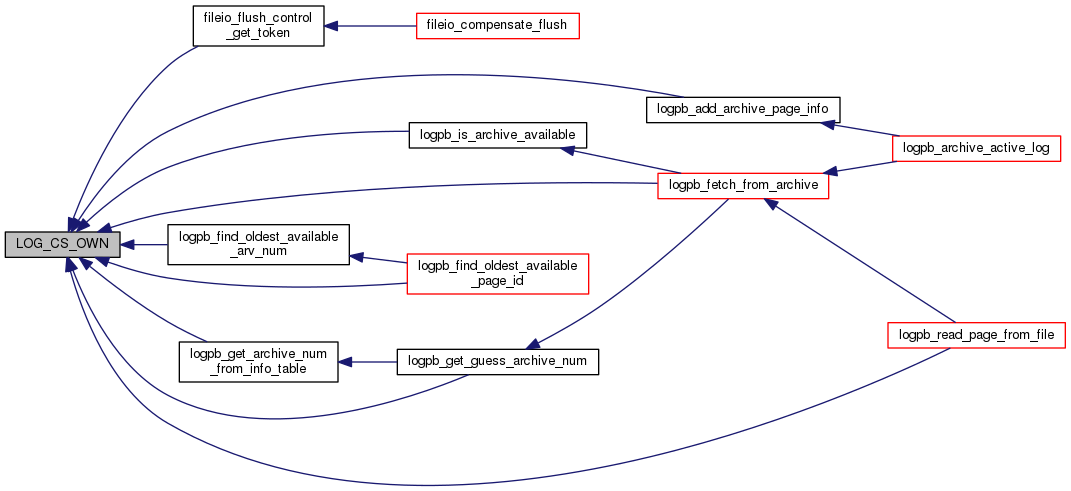 fileio_flush_control
_get_token
fileio_compensate_flush
logpb_add_archive_page_info
logpb_is_archive_available
logpb_archive_active_log
logpb_fetch_from_archive
LOG_CS_OWN
logpb_find_oldest_available
_arv_num
logpb_find_oldest_available
_page_id
logpb_read_page_from_file
logpb_get_archive_num
_from_info_table
logpb_get_guess_archive_num